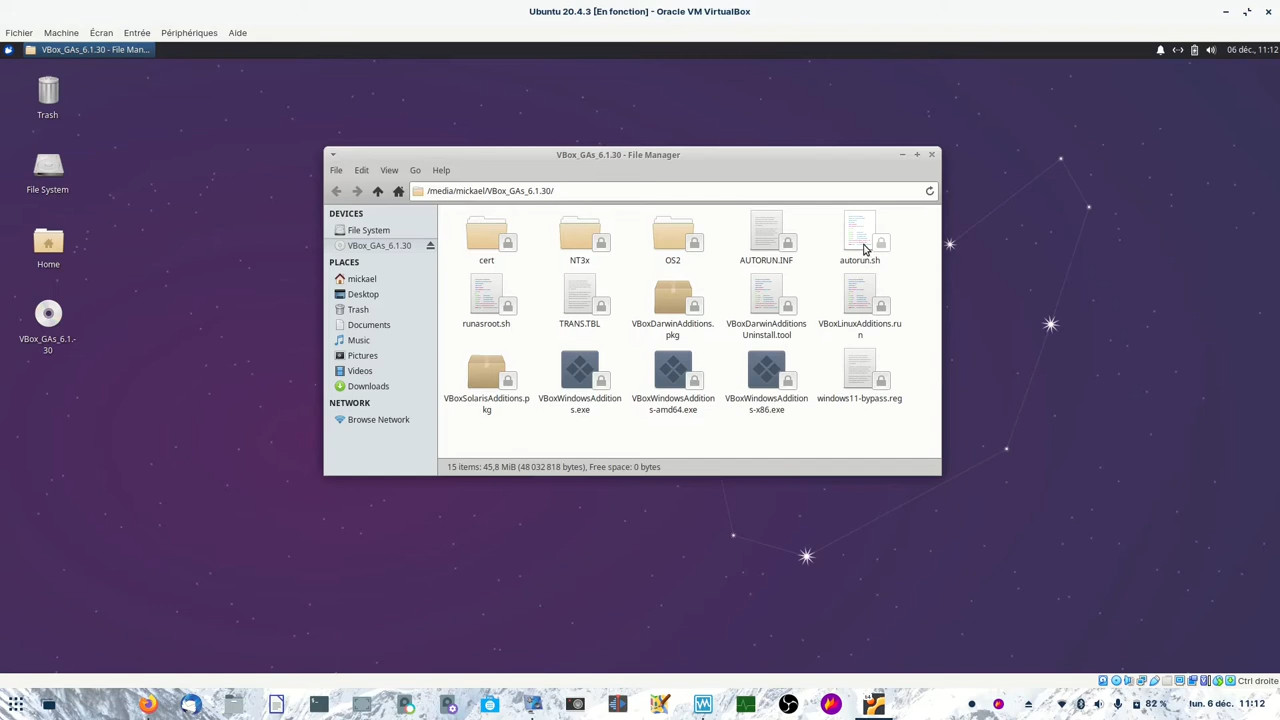 Ubuntu 20.4.3 [En fonction] - Oracle VM VirtualBox
Fichier Machine Écran Entrée Périphériques Aide
VBox_GAs_6.1.30 - File Man...
06 déc., 11:12
Trash
File System
Home
VBox_GAs_6.1.-
30
VBox_GAs_6.1.30 - File Manager
File Edit View Go Help
/media/mickael/VBox_GAs_6.1.30/
DEVICES
File System
VBox_GAs_6.1.30
PLACES
mickael
Desktop
Trash
Documents
Music
Pictures
Videos
Downloads
NETWORK
Browse Network
cert
NT3x
OS2
AUTORUN.INF
autorun.sh
runasroot.sh
TRANS.TBL
VBoxDarwinAdditions.
pkg
VBoxDarwinAdditions
Uninstall.tool
VBoxLinuxAdditions.ru
n
VBoxSolarisAdditions.p
kg
VBoxWindowsAddition
s.exe
VBoxWindowsAddition
s-amd64.exe
VBoxWindowsAddition
s-x86.exe
windows11-bypass.reg
15 items: 45,8 MiB (48 032 818 bytes), Free space: 0 bytes
Ctrl droite
82 %
lun. 6 déc. 11:12